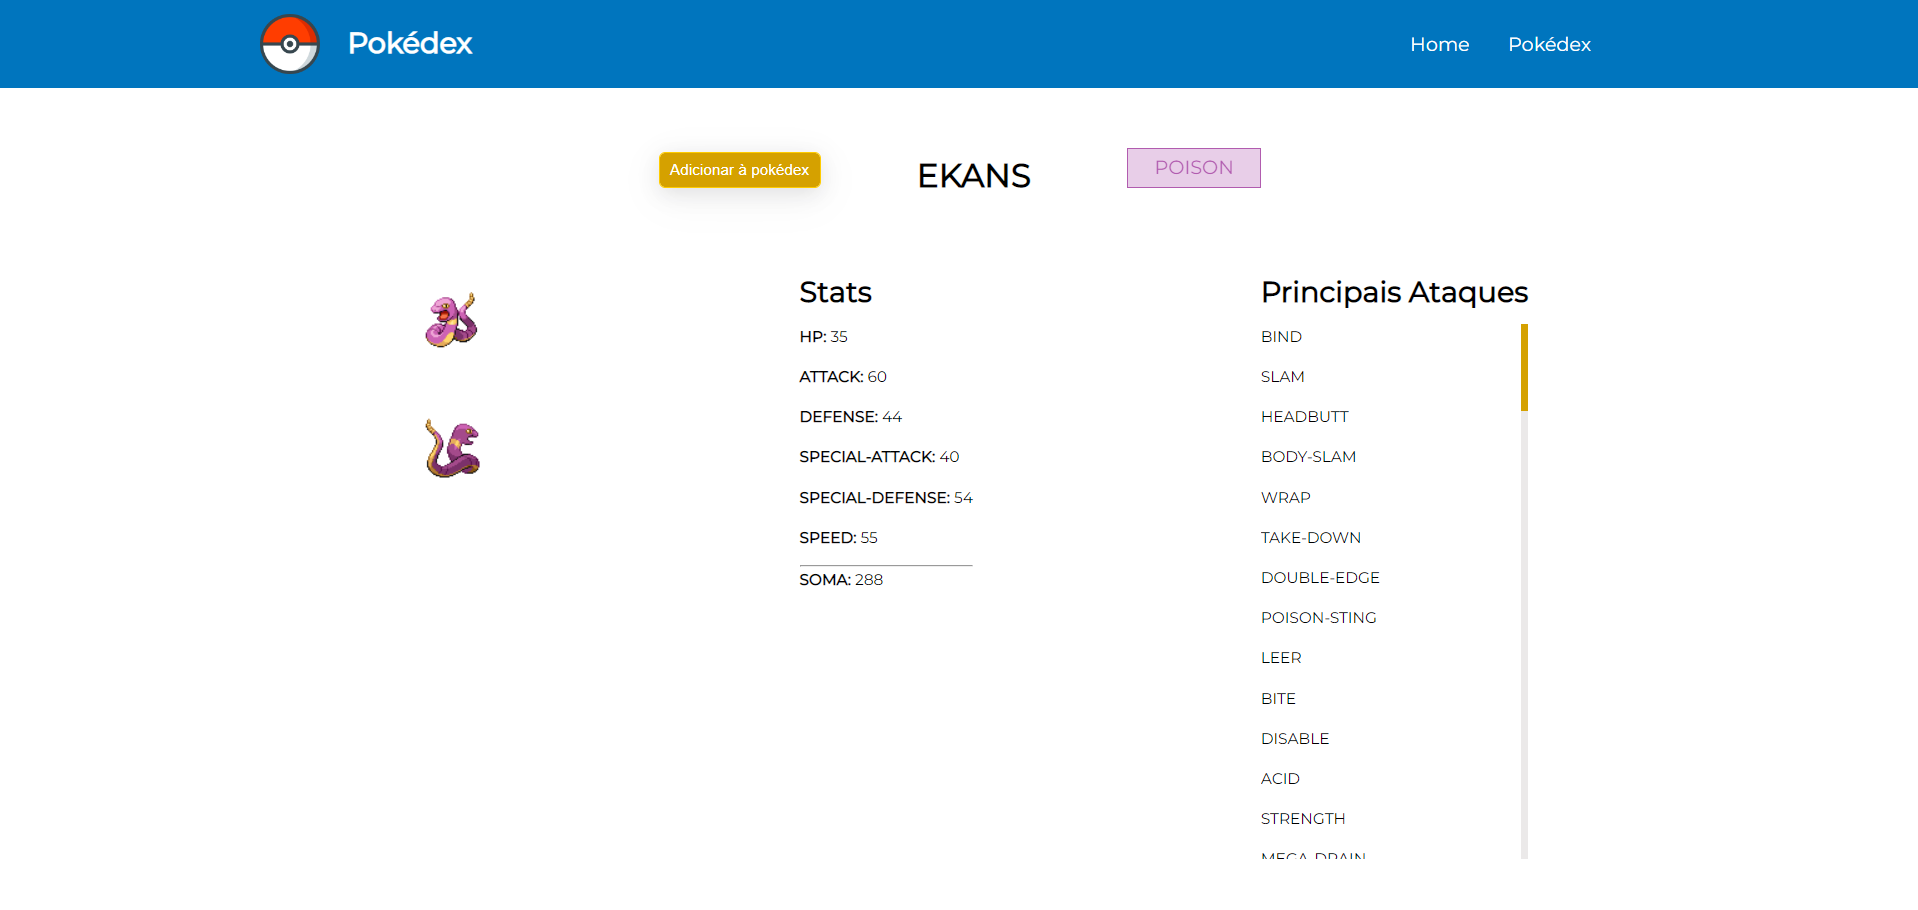 Pokédex
Home
Pokédex
Adicionar à pokédex
EKANS
POISON
Stats
HP: 35
ATTACK: 60
DEFENSE: 44
SPECIAL-ATTACK: 40
SPECIAL-DEFENSE: 54
SPEED: 55
SOMA: 288
Principais Ataques
BIND
SLAM
HEADBUTT
BODY-SLAM
WRAP
TAKE-DOWN
DOUBLE-EDGE
POISON-STING
LEER
BITE
DISABLE
ACID
STRENGTH
MEGA-DRAIN